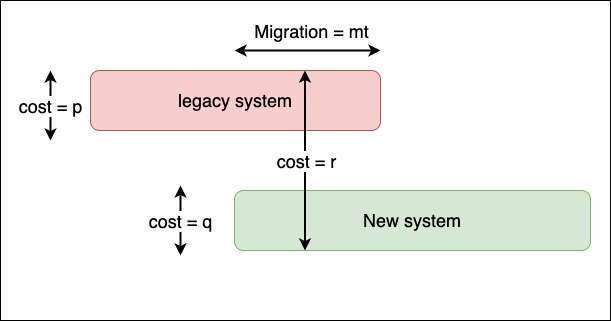 Migration = mt
legacy system
cost = p
cost = r
New system
cost = q